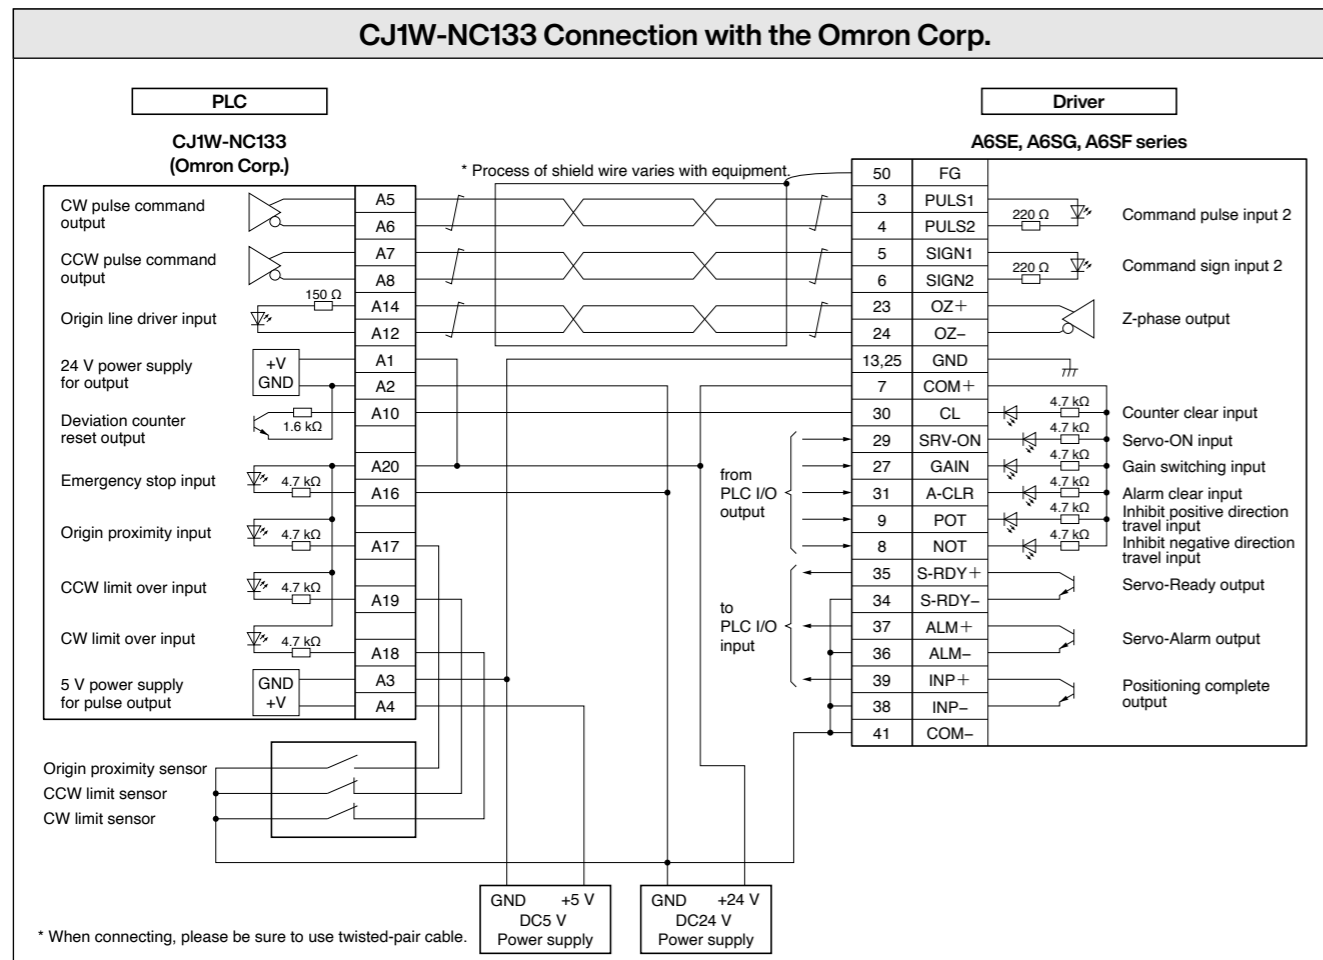 CJ1W-NC133 Connection with the Omron Corp.
PLC
Driver
CJ1W-NC133
(Omron Corp.)
A6SE, A6SG, A6SF series
* Process of shield wire varies with equipment.
CW pulse command
output
A5
A6
CCW pulse command
output
A7
A8
Origin line driver input
150 Ω
A14
A12
24 V power supply
for output
+V
GND
A1
A2
Deviation counter
reset output
1.6 kΩ
A10
Emergency stop input
4.7 kΩ
A20
A16
Origin proximity input
4.7 kΩ
A17
CCW limit over input
4.7 kΩ
A19
CW limit over input
4.7 kΩ
A18
5 V power supply
for pulse output
GND
+V
A3
A4
from
PLC I/O
output
to
PLC I/O
input
50 FG
3 PULS1
4 PULS2
220 Ω
Command pulse input 2
5 SIGN1
6 SIGN2
220 Ω
Command sign input 2
23 OZ+
24 OZ−
Z-phase output
13,25 GND
7 COM+
30 CL 4.7 kΩ Counter clear input
29 SRV-ON 4.7 kΩ Servo-ON input
27 GAIN 4.7 kΩ Gain switching input
31 A-CLR 4.7 kΩ Alarm clear input
9 POT 4.7 kΩ Inhibit positive direction
travel input
8 NOT 4.7 kΩ Inhibit negative direction
travel input
35 S-RDY+
34 S-RDY−
Servo-Ready output
37 ALM+
36 ALM−
Servo-Alarm output
39 INP+
38 INP−
Positioning complete
output
41 COM−
Origin proximity sensor
CCW limit sensor
CW limit sensor
GND +5 V
DC5 V
Power supply
GND +24 V
DC24 V
Power supply
* When connecting, please be sure to use twisted-pair cable.